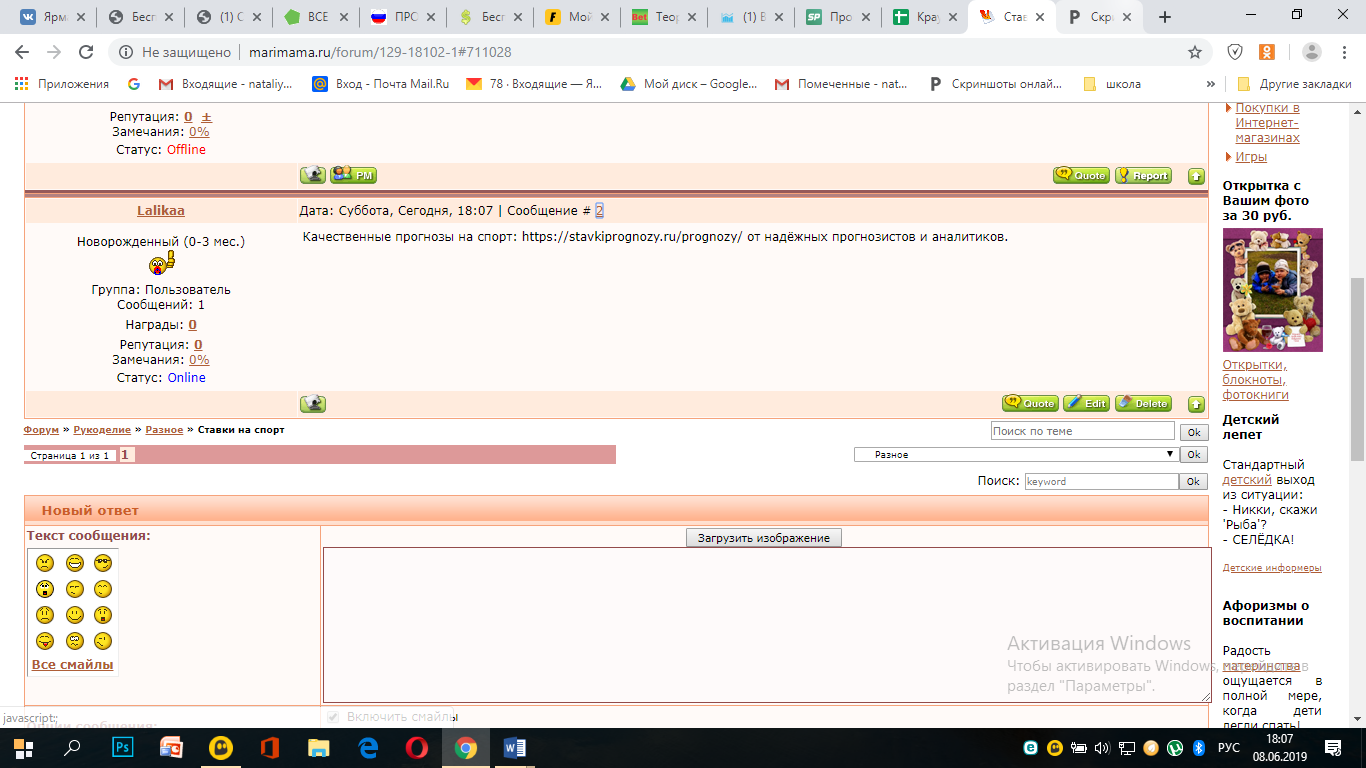 Ярм
Бесп
(1) С
ВСЕ
ПРС
Бесп
Мой
Теор
(1) В
Про
Крау
Став
Скри
Не защищено
marimama.ru/forum/129-18102-1#711028
Приложения
Входящие - nataliy...
Вход - Почта Mail.Ru
78 · Входящие — Я...
Мой диск – Google...
Помеченные - nat...
Скриншоты онлай...
школа
»
Другие закладки
Репутация: 0 ±
Замечания: 0%
Статус: Offline
PM
Quote
Report
Lalikaa
Дата: Суббота, Сегодня, 18:07 | Сообщение # 2
Новорожденный (0-3 мес.)
Группа: Пользователь
Сообщений: 1
Награды: 0
Репутация: 0
Замечания: 0%
Статус: Online
Качественные прогнозы на спорт: https://stavkiprognozy.ru/prognozy/ от надёжных прогнозистов и аналитиков.
Quote
Edit
Delete
Форум » Рукоделие » Разное » Ставки на спорт
Поиск по теме
Ok
Страница 1 из 1
1
Разное
Ok
Поиск:
keyword
Ok
Новый ответ
Текст сообщения:
Загрузить изображение
Все смайлы
Опции сообщения:
Включить смайлы
javascript:;
Покупки в
Интернет-
магазинах
Игры
Открытка с
Вашим фото
за 30 руб.
Открытки,
блокноты,
фотокниги
Детский
лепет
Стандартный
детский выход
из ситуации:
- Никки, скажи
'Рыба'?
- СЕЛЁДКА!
Детские информеры
Афоризмы о
воспитании
Радость
материнства
ощущается в
полной мере,
когда дети
легли спать!
Активация Windows
Чтобы активировать Windows,
раздел "Параметры".
Ps
РУС
18:07
08.06.2019